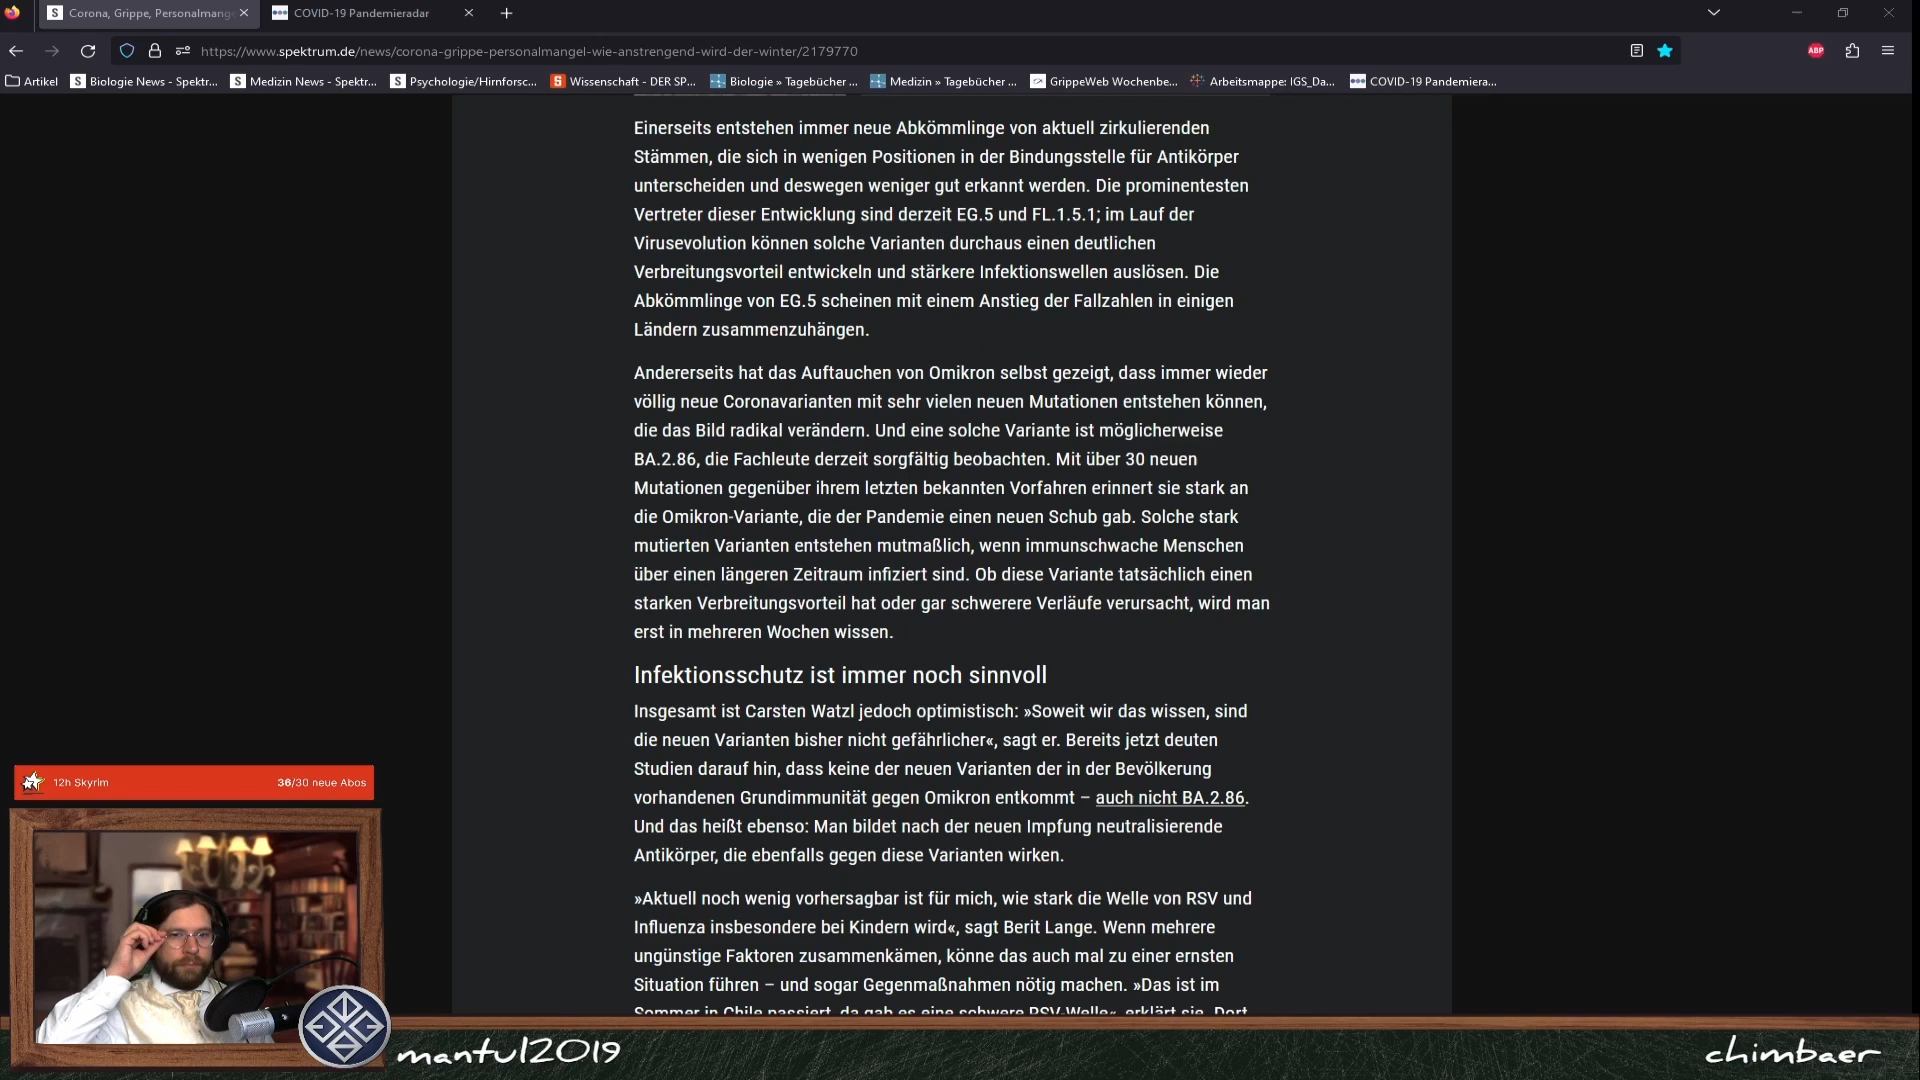 Corona, Grippe, Personalmange
COVID-19 Pandemieradar
https://www.spektrum.de/news/corona-grippe-personalmangel-wie-anstrengend-wird-der-winter/2179770
ABP
Artikel
Biologie News - Spektr...
Medizin News - Spektr...
Psychologie/Hirnforsc...
Wissenschaft - DER SP...
Biologie » Tagebücher ...
Medizin » Tagebücher ...
GrippeWeb Wochenbe...
Arbeitsmappe: IGS_Da...
COVID-19 Pandemiera...
Einerseits entstehen immer neue Abkömmlinge von aktuell zirkulierenden
Stämmen, die sich in wenigen Positionen in der Bindungsstelle für Antikörper
unterscheiden und deswegen weniger gut erkannt werden. Die prominentesten
Vertreter dieser Entwicklung sind derzeit EG.5 und FL.1.5.1; im Lauf der
Virusevolution können solche Varianten durchaus einen deutlichen
Verbreitungsvorteil entwickeln und stärkere Infektionswellen auslösen. Die
Abkömmlinge von EG.5 scheinen mit einem Anstieg der Fallzahlen in einigen
Ländern zusammenzuhängen.
Andererseits hat das Auftauchen von Omikron selbst gezeigt, dass immer wieder
völlig neue Coronavarianten mit sehr vielen neuen Mutationen entstehen können,
die das Bild radikal verändern. Und eine solche Variante ist möglicherweise
BA.2.86, die Fachleute derzeit sorgfältig beobachten. Mit über 30 neuen
Mutationen gegenüber ihrem letzten bekannten Vorfahren erinnert sie stark an
die Omikron-Variante, die der Pandemie einen neuen Schub gab. Solche stark
mutierten Varianten entstehen mutmaßlich, wenn immunschwache Menschen
über einen längeren Zeitraum infiziert sind. Ob diese Variante tatsächlich einen
starken Verbreitungsvorteil hat oder gar schwerere Verläufe verursacht, wird man
erst in mehreren Wochen wissen.
Infektionsschutz ist immer noch sinnvoll
Insgesamt ist Carsten Watzl jedoch optimistisch: »Soweit wir das wissen, sind
die neuen Varianten bisher nicht gefährlicher«, sagt er. Bereits jetzt deuten
Studien darauf hin, dass keine der neuen Varianten der in der Bevölkerung
vorhandenen Grundimmunität gegen Omikron entkommt – auch nicht BA.2.86.
Und das heißt ebenso: Man bildet nach der neuen Impfung neutralisierende
Antikörper, die ebenfalls gegen diese Varianten wirken.
»Aktuell noch wenig vorhersagbar ist für mich, wie stark die Welle von RSV und
Influenza insbesondere bei Kindern wird«, sagt Berit Lange. Wenn mehrere
ungünstige Faktoren zusammenkämen, könne das auch mal zu einer ernsten
Situation führen – und sogar Gegenmaßnahmen nötig machen. »Das ist im
Sommer in Chile passiert, da gab es eine schwere RSV-Welle«, erklärt sie. Dort
12h Skyrim
36/30 neue Abos
mantul2019
chimbaer